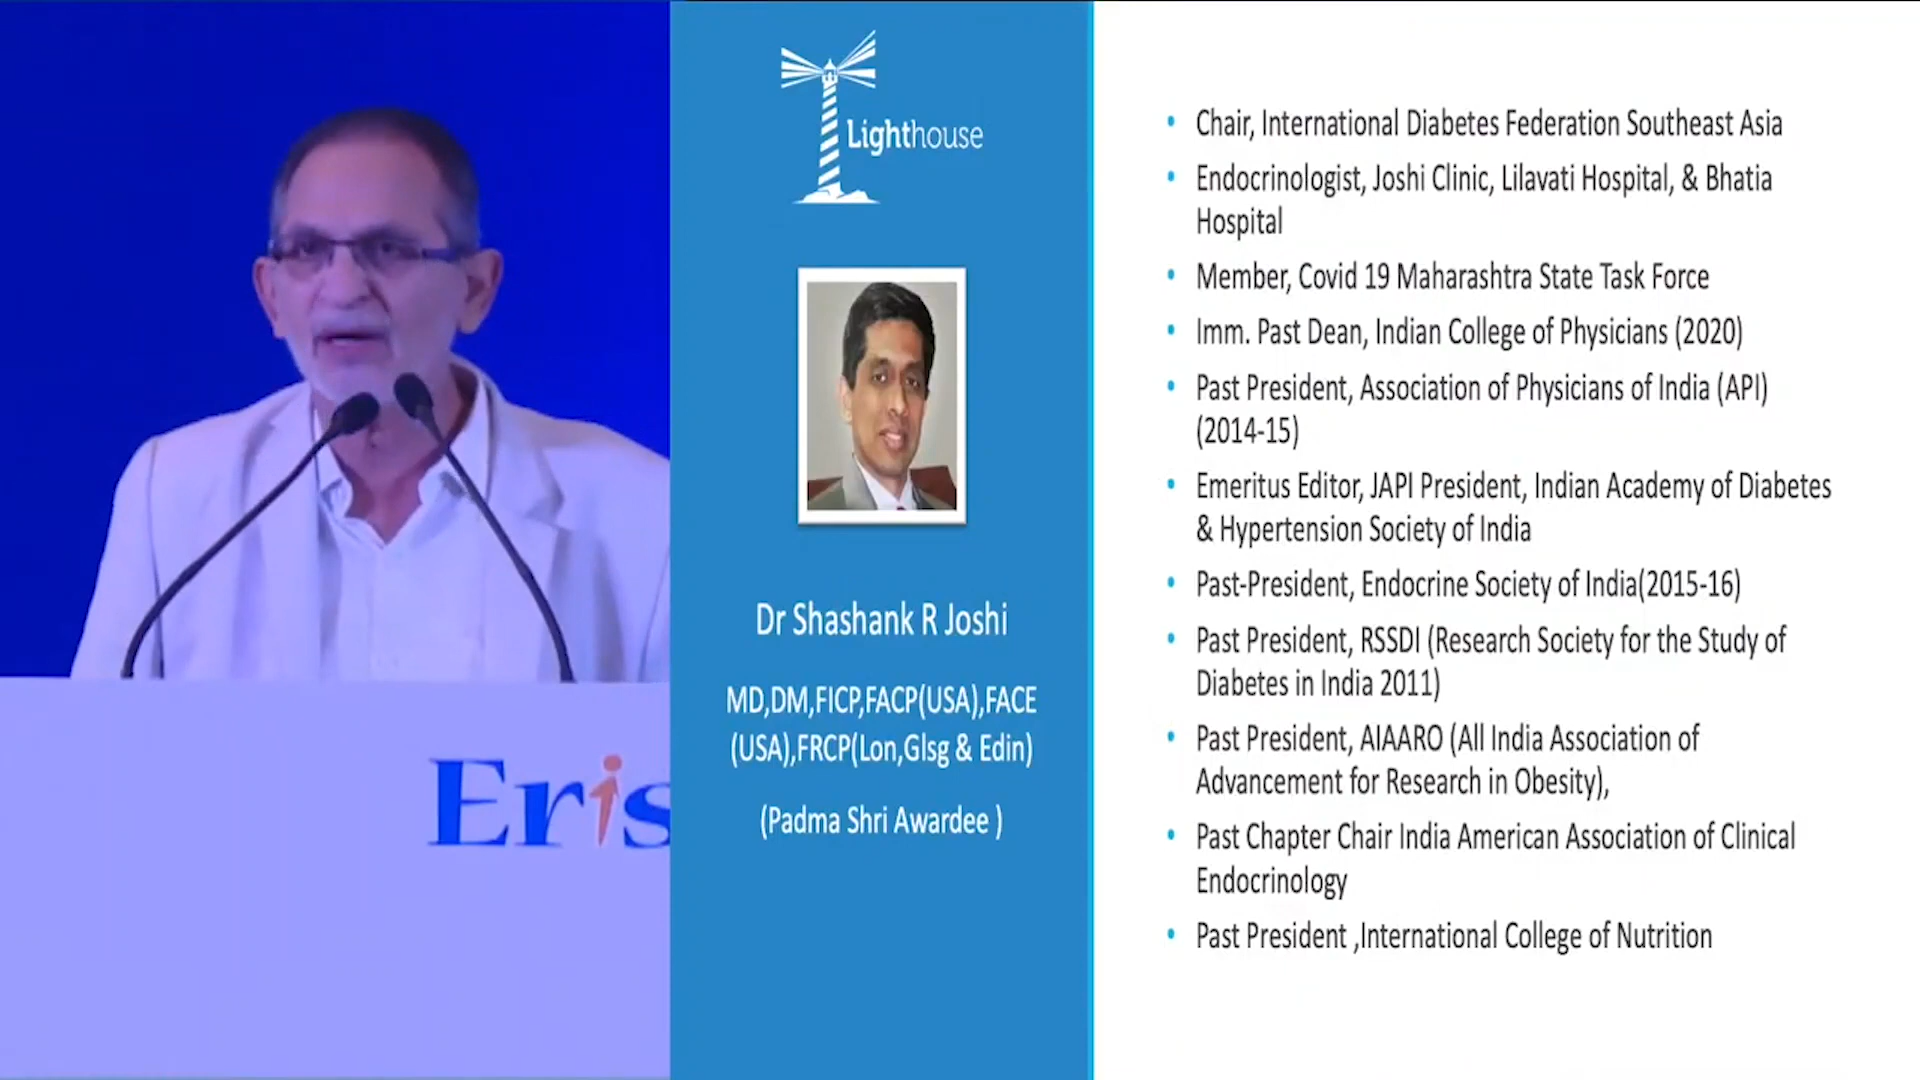 Lighthouse
Dr Shashank R Joshi
MD,DM,FICP,FACP(USA),FACE
(USA),FRCP(Lon,Glsg & Edin)
(Padma Shri Awardee )
• Chair, International Diabetes Federation Southeast Asia
• Endocrinologist, Joshi Clinic, Lilavati Hospital, & Bhatia
Hospital
• Member, Covid 19 Maharashtra State Task Force
• Imm. Past Dean, Indian College of Physicians (2020)
• Past President, Association of Physicians of India (API)
(2014-15)
• Emeritus Editor, JAPI President, Indian Academy of Diabetes
& Hypertension Society of India
• Past-President, Endocrine Society of India(2015-16)
• Past President, RSSDI (Research Society for the Study of
Diabetes in India 2011)
• Past President, AIAARO (All India Association of
Advancement for Research in Obesity),
• Past Chapter Chair India American Association of Clinical
Endocrinology
• Past President ,International College of Nutrition
Eris